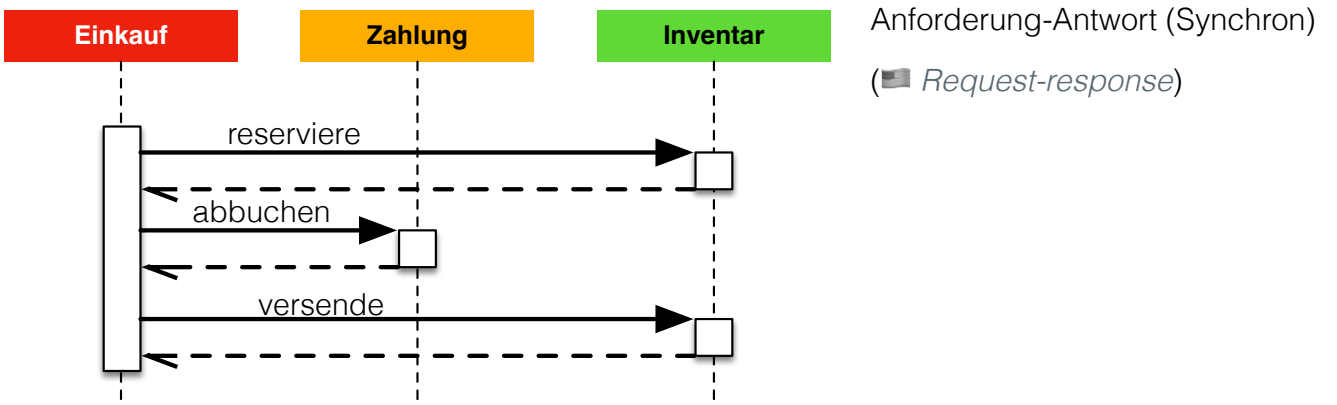 Einkauf
Zahlung
Inventar
Anforderung-Antwort (Synchron)
(🇺🇸 Request-response)
reserviere
abbuchen
versende